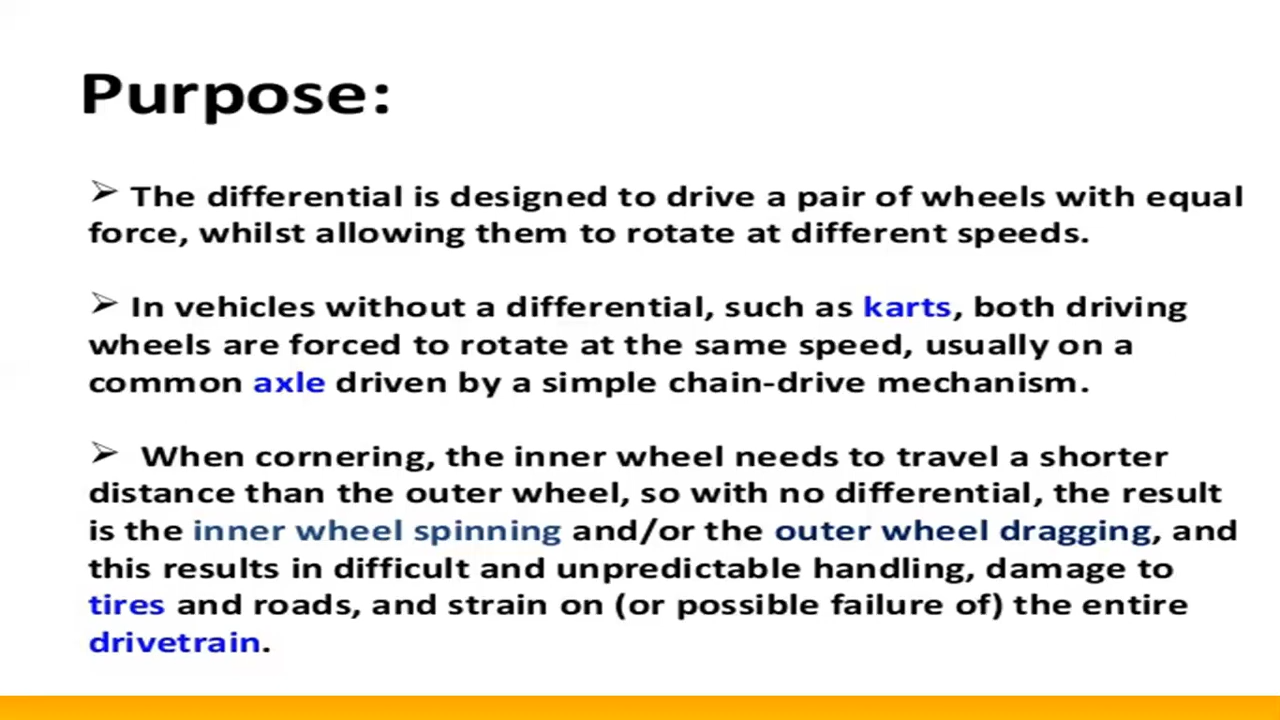 Purpose:
➢ The differential is designed to drive a pair of wheels with equal
force, whilst allowing them to rotate at different speeds.
➢ In vehicles without a differential, such as karts, both driving
wheels are forced to rotate at the same speed, usually on a
common axle driven by a simple chain-drive mechanism.
➢ When cornering, the inner wheel needs to travel a shorter
distance than the outer wheel, so with no differential, the result
is the inner wheel spinning and/or the outer wheel dragging, and
this results in difficult and unpredictable handling, damage to
tires and roads, and strain on (or possible failure of) the entire
drivetrain.